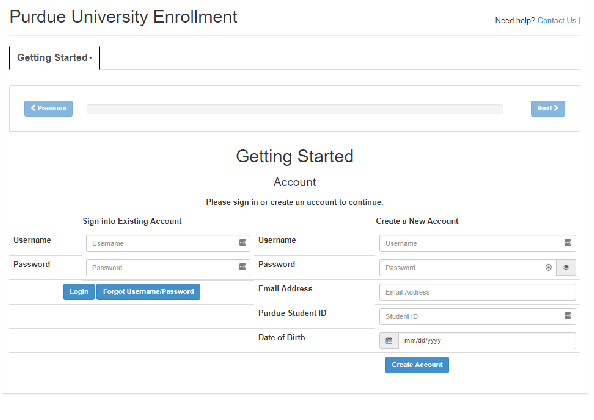 Purdue University Enrollment
Need help? Contact Us |
Getting Started
Previous
Next
Getting Started
Account
Please sign in or create an account to continue.
Sign into Existing Account
Create a New Account
Username
Username
Username
Username
Password
Password
Password
Password
Login
Forgot Username/Password
Email Address
Email Address
Purdue Student ID
Student ID
Date of Birth
mm/dd/yyyy
Create Account